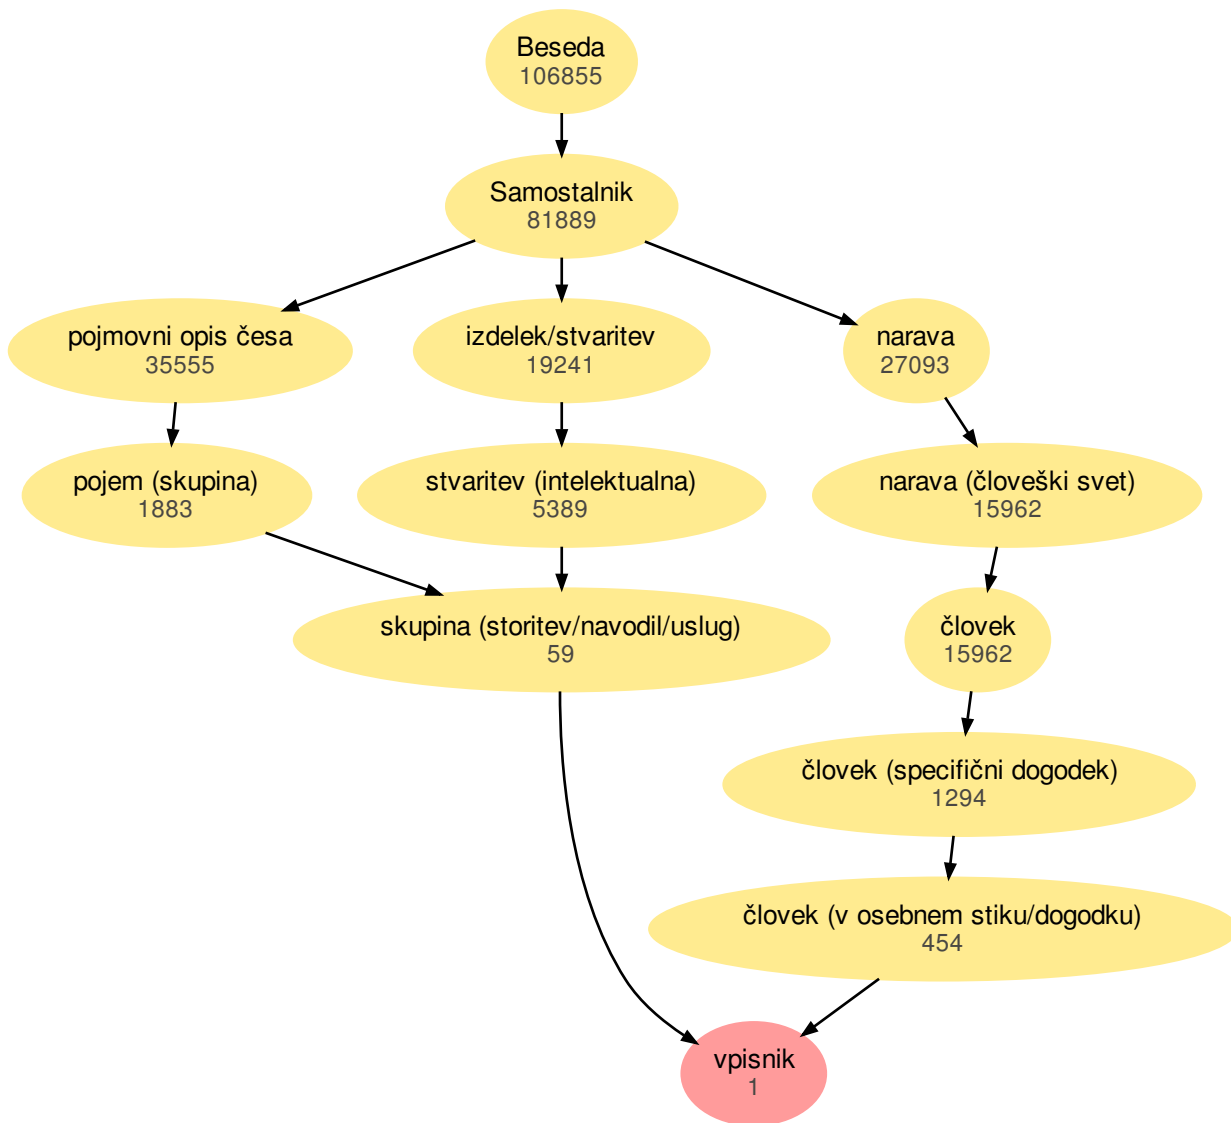 Beseda
106855
Samostalnik
81889
pojmovni opis česa
35555
izdelek/stvaritev
19241
narava
27093
pojem (skupina)
1883
stvaritev (intelektualna)
5389
narava (človeški svet)
15962
skupina (storitev/navodil/uslug)
59
človek
15962
človek (specifični dogodek)
1294
človek (v osebnem stiku/dogodku)
454
vpisnik
1